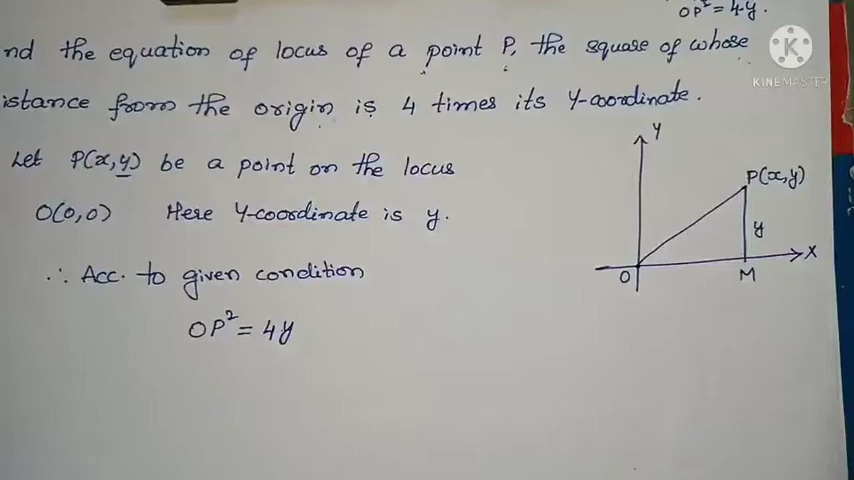 OP² = 4y.
nd the equation of locus of a point P, the square of whose
istance from the origin is 4 times its Y-coordinate.
Let P(x,y) be a point on the locus
O(0,0) Here Y-coordinate is y.
∴ Acc. to given condition
OP² = 4y
Y
P(x,y)
y
X
O
M
K
KINEMASTER